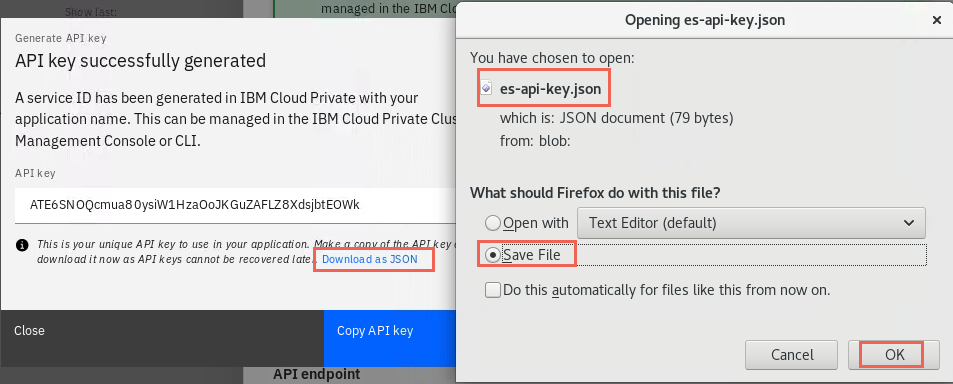 Show last:
managed in the IBM Cloud P
Generate API key
API key successfully generated
A service ID has been generated in IBM Cloud Private with your
application name. This can be managed in the IBM Cloud Private Clus
Management Console or CLI.
API key
ATE6SNOQcmua80ysiW1HzaOoJKGuZAFLZ8XdsjbtEOWk
This is your unique API key to use in your application. Make a copy of the API key
download it now as API keys cannot be recovered later. Download as JSON
Close
Copy API key
API endpoint
Opening es-api-key.json
You have chosen to open:
es-api-key.json
which is: JSON document (79 bytes)
from: blob:
What should Firefox do with this file?
Open with
Text Editor (default)
Save File
Do this automatically for files like this from now on.
Cancel
OK